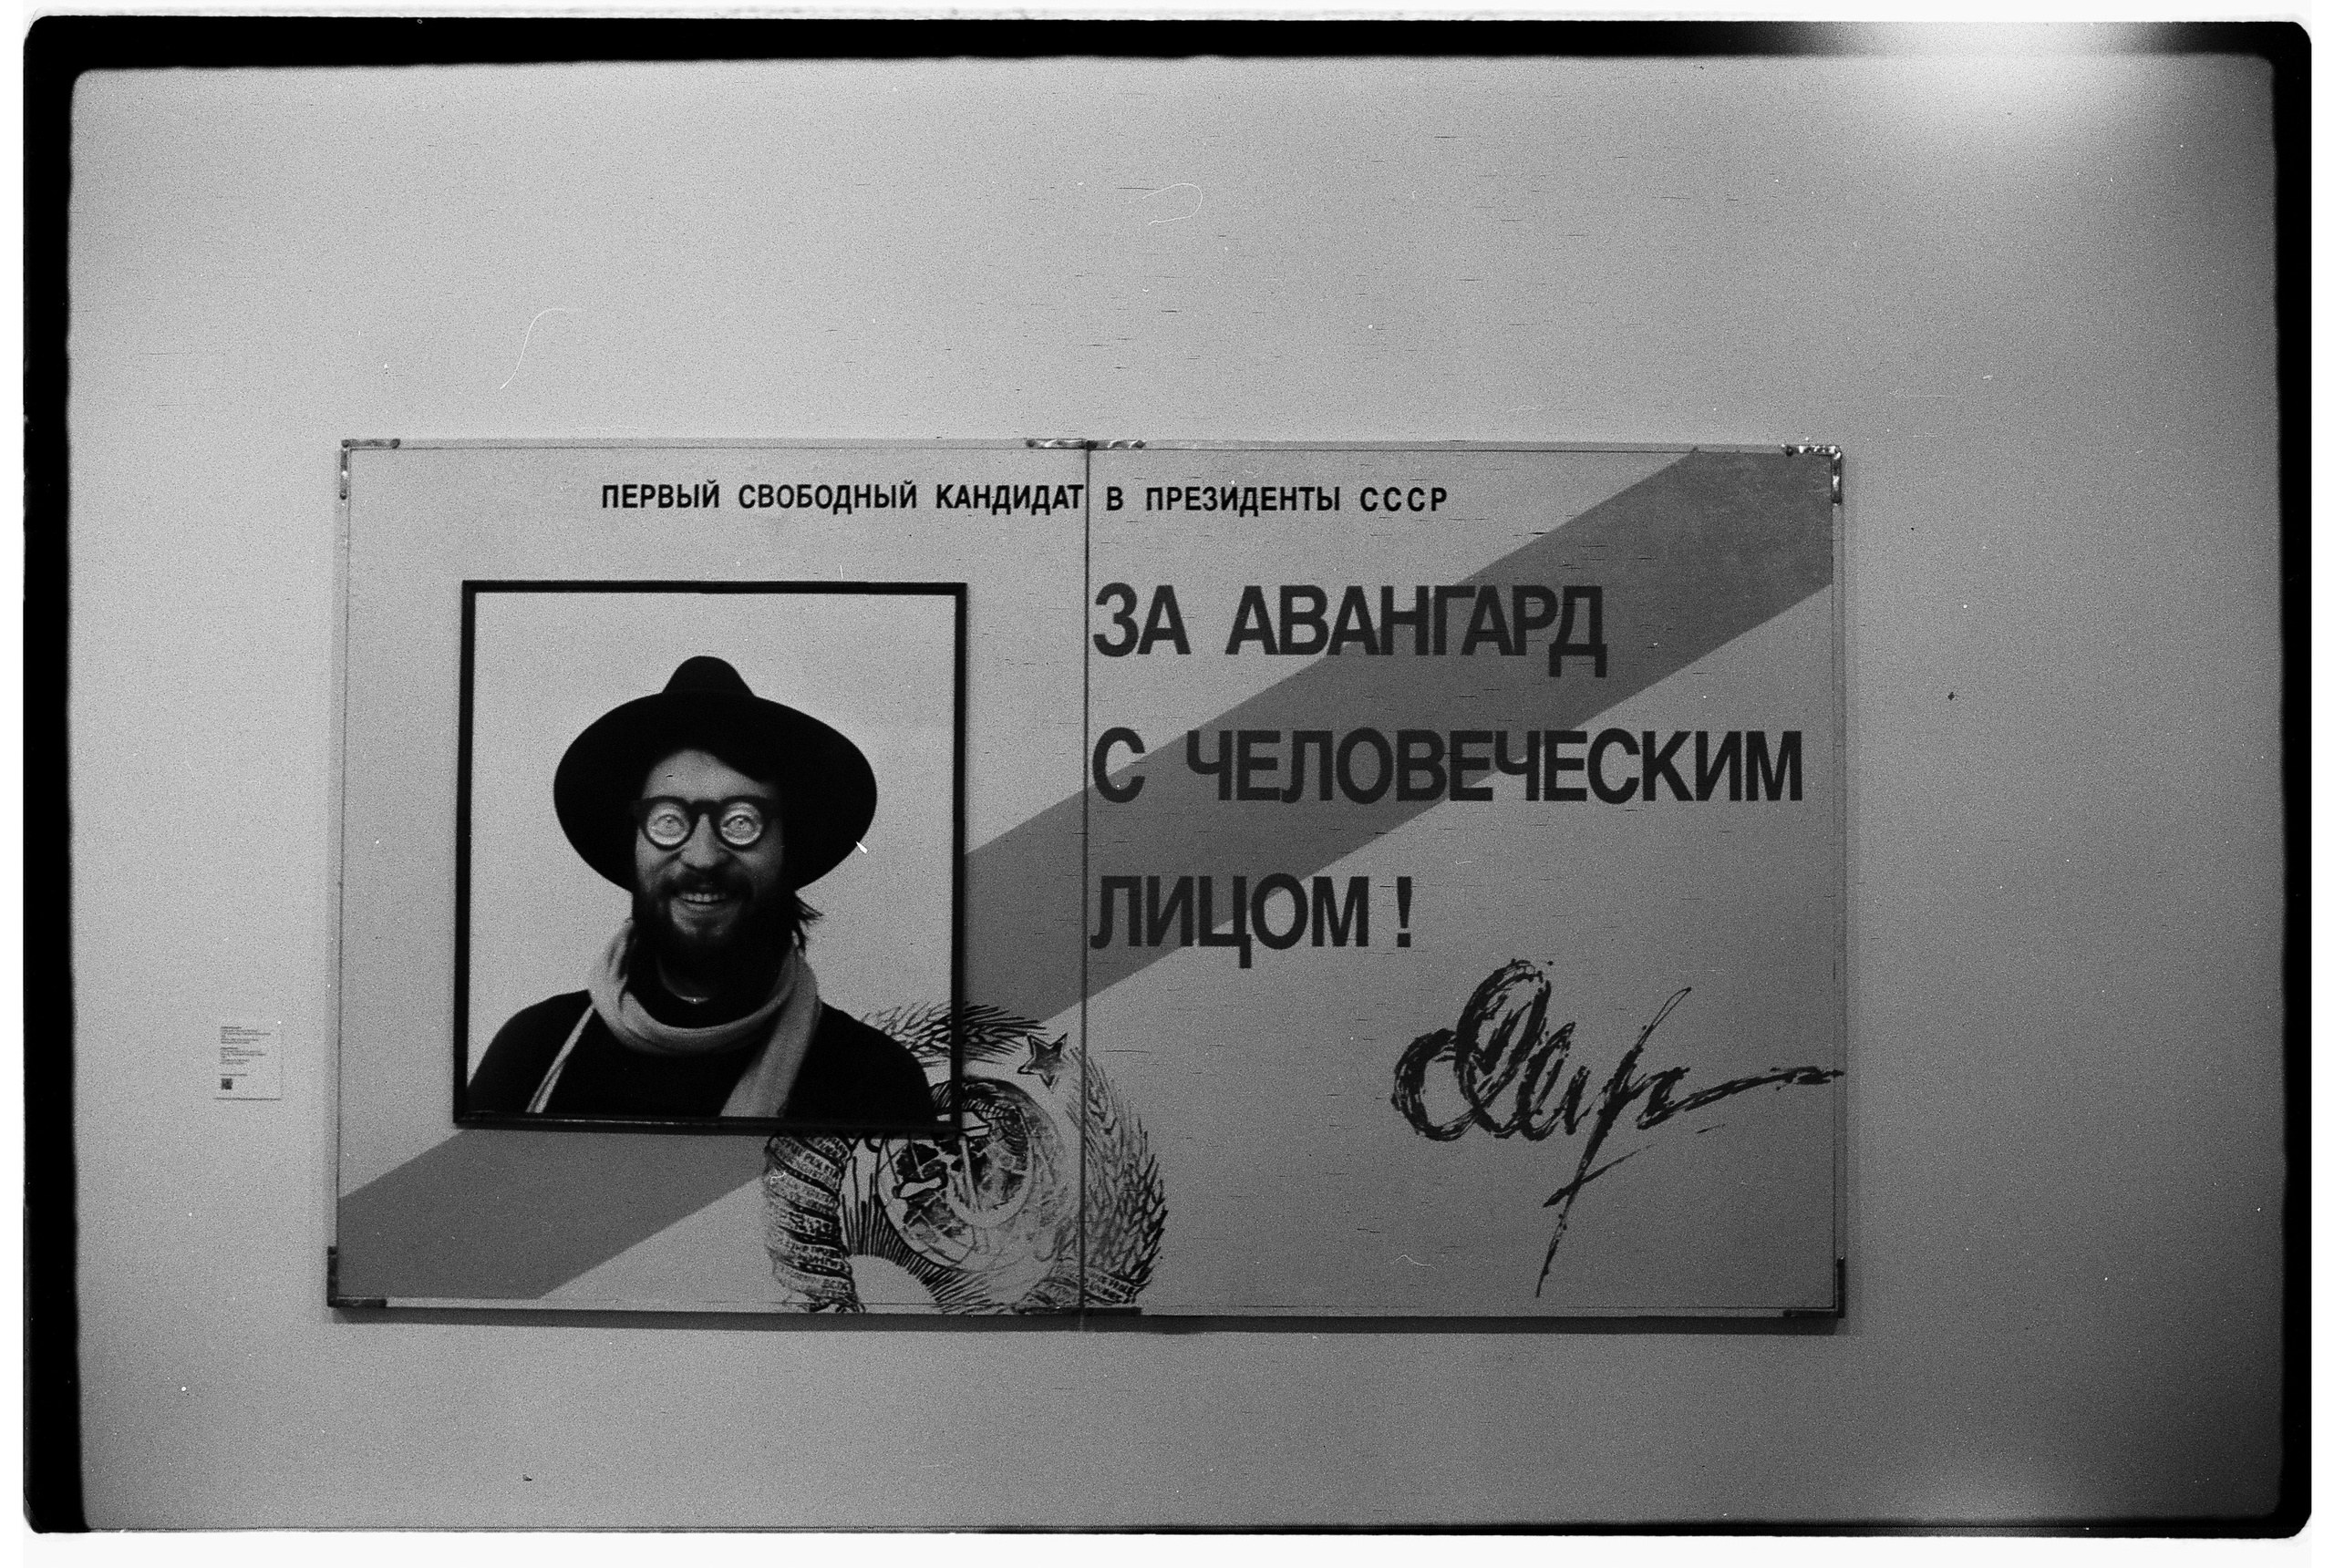 ПЕРВЫЙ СВОБОДНЫЙ КАНДИДАТ В ПРЕЗИДЕНТЫ СССР
ЗА АВАНГАРД
С ЧЕЛОВЕЧЕСКИМ
ЛИЦОМ !